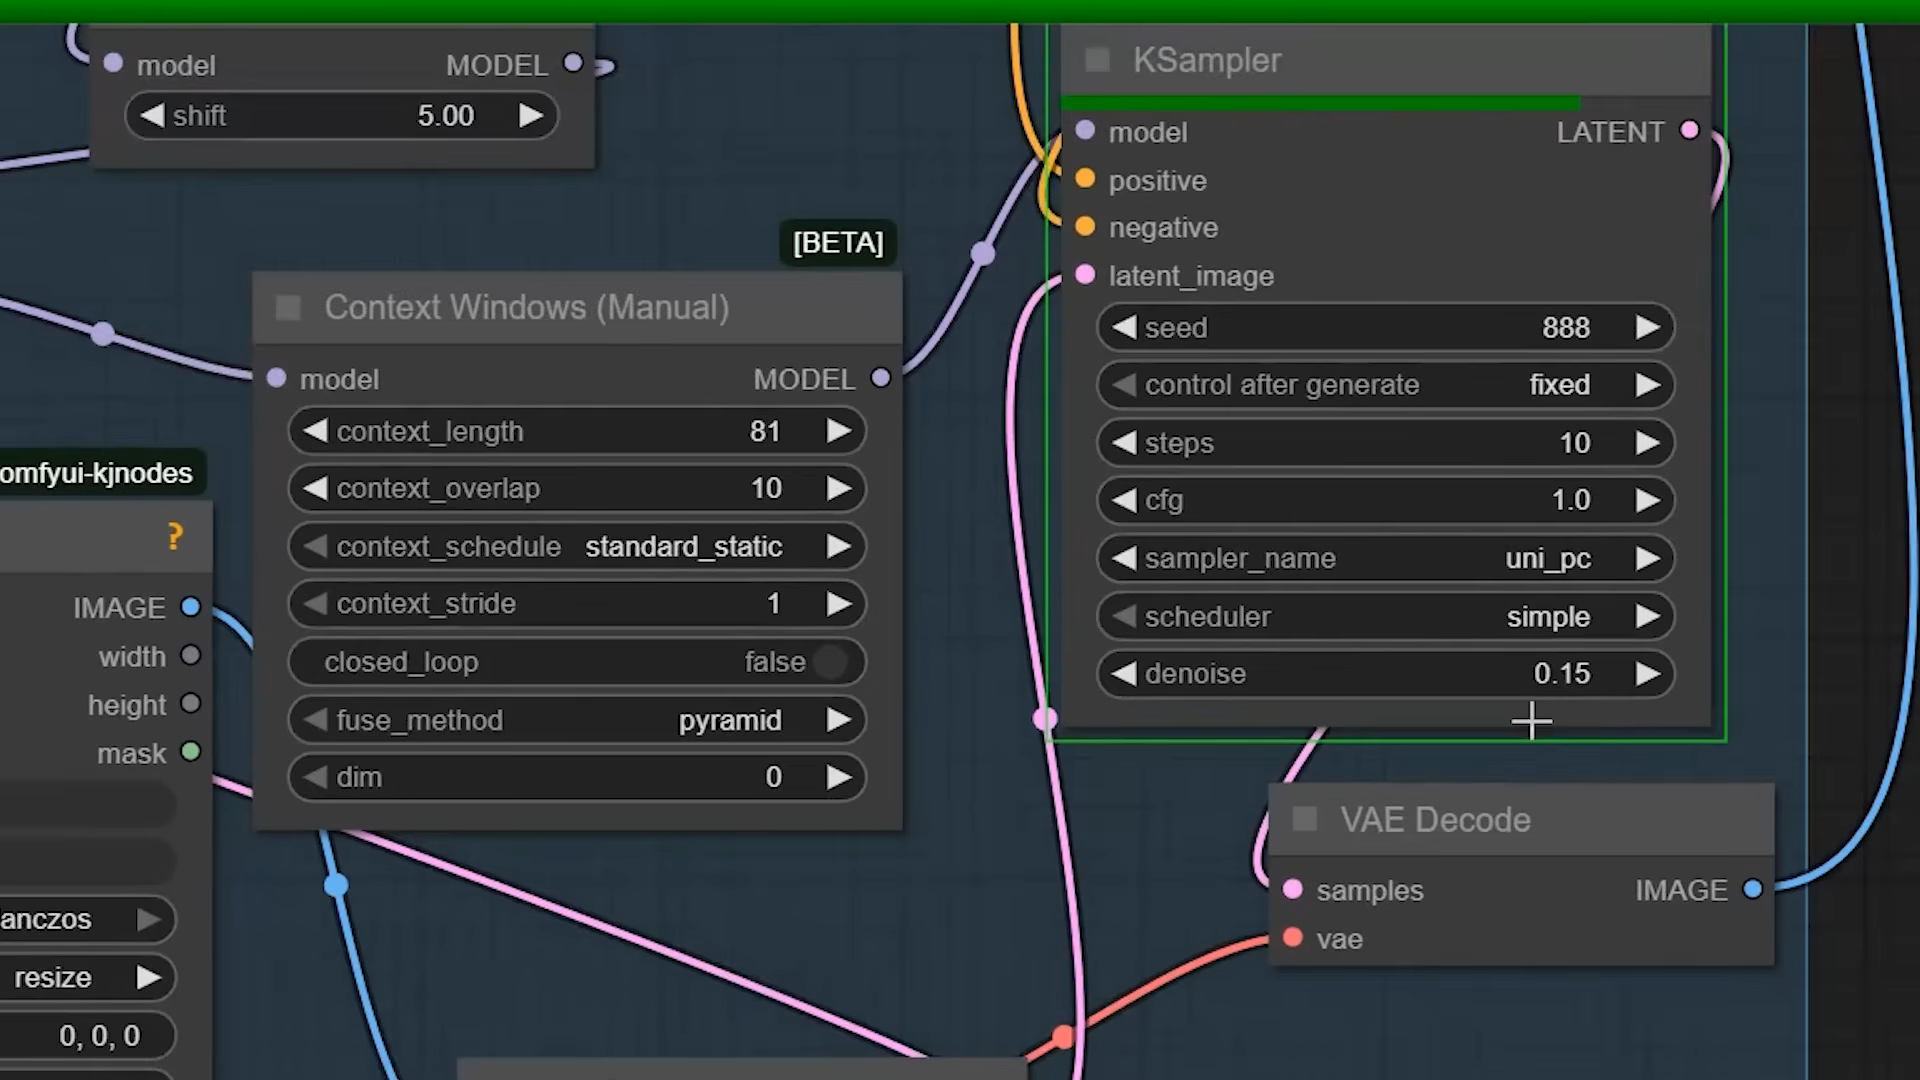 model MODEL
shift 5.00
[BETA]
Context Windows (Manual)
model MODEL
context_length 81
context_overlap 10
context_schedule standard_static
context_stride 1
closed_loop false
fuse_method pyramid
dim 0
omfyui-kjnodes
?
IMAGE
width
height
mask
anczos
resize
0, 0, 0
KSampler
model LATENT
positive
negative
latent_image
seed 888
control after generate fixed
steps 10
cfg 1.0
sampler_name uni_pc
scheduler simple
denoise 0.15
VAE Decode
samples IMAGE
vae